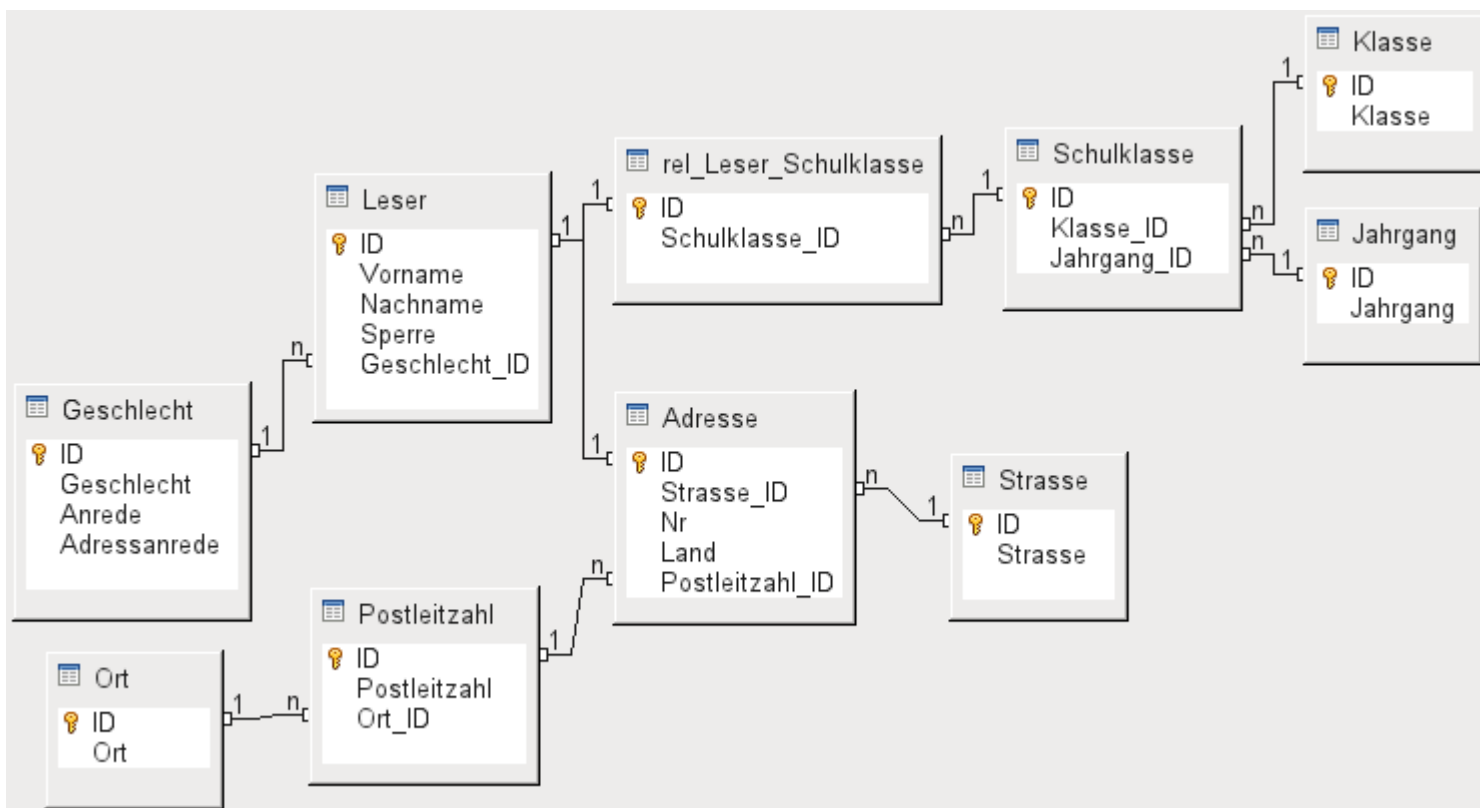 Klasse
ID
Klasse
Jahrgang
ID
Jahrgang
Schulklasse
ID
Klasse_ID
Jahrgang_ID
rel_Leser_Schulklasse
ID
Schulklasse_ID
Leser
ID
Vorname
Nachname
Sperre
Geschlecht_ID
Geschlecht
ID
Geschlecht
Anrede
Adressanrede
Adresse
ID
Strasse_ID
Nr
Land
Postleitzahl_ID
Strasse
ID
Strasse
Postleitzahl
ID
Postleitzahl
Ort_ID
Ort
ID
Ort
1
n
1
n
1
n
1
1
1
n
1
n
1
n
1
n
1